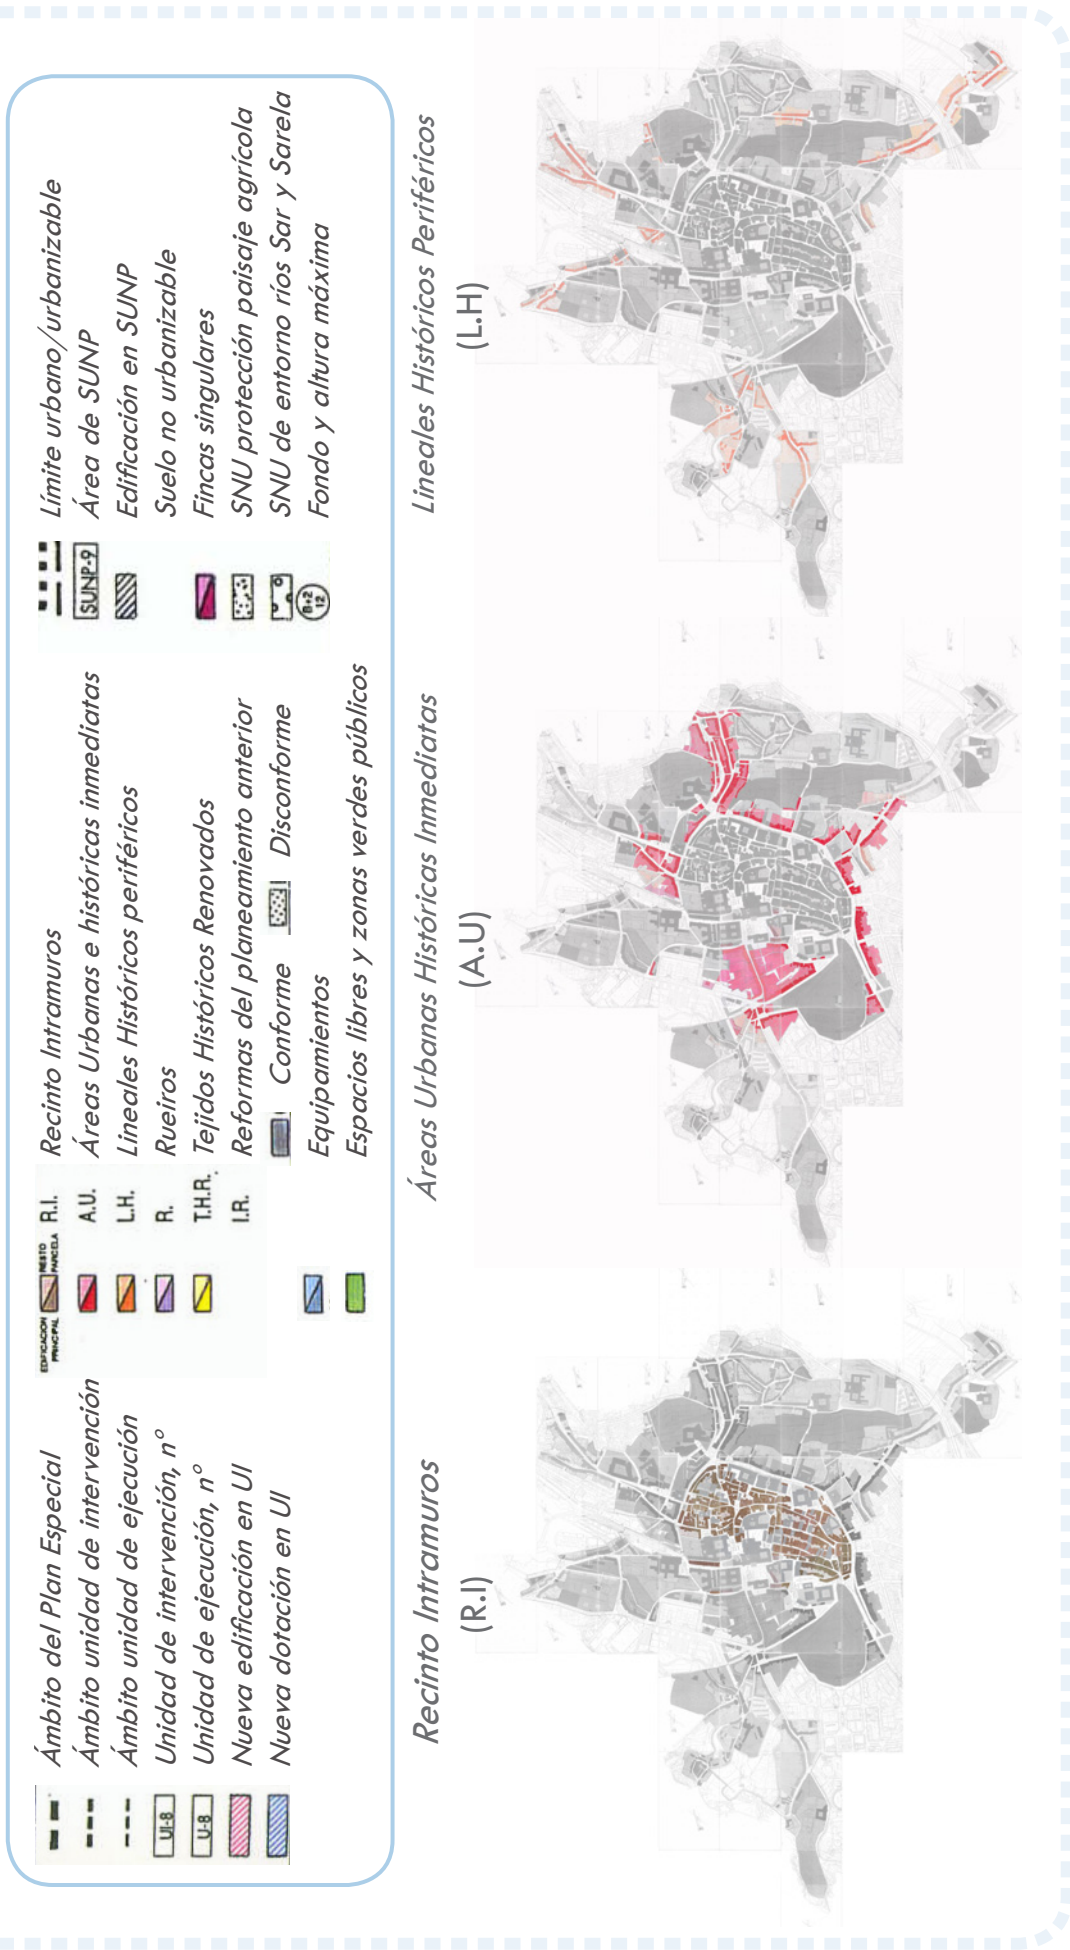 Ámbito del Plan Especial
Ámbito unidad de intervención
Ámbito unidad de ejecución
UI-8 Unidad de intervención, n°
U-8 Unidad de ejecución, n°
Nueva edificación en UI
Nueva dotación en UI
EDIFICACION PRINCIPAL
RESTO PARCELA
R.I. Recinto Intramuros
A.U. Áreas Urbanas e históricas inmediatas
L.H. Lineales Históricos periféricos
R. Rueiros
T.H.R. Tejidos Históricos Renovados
I.R. Reformas del planeamiento anterior
Conforme Disconforme
Equipamientos
Espacios libres y zonas verdes públicos
Límite urbano/urbanizable
SUNP-9 Área de SUNP
Edificación en SUNP
Suelo no urbanizable
Fincas singulares
SNU protección paisaje agrícola
SNU de entorno ríos Sar y Sarela
B+2 12 Fondo y altura máxima
Recinto Intramuros
(R.I)
Áreas Urbanas Históricas Inmediatas
(A.U)
Lineales Históricos Periféricos
(L.H)